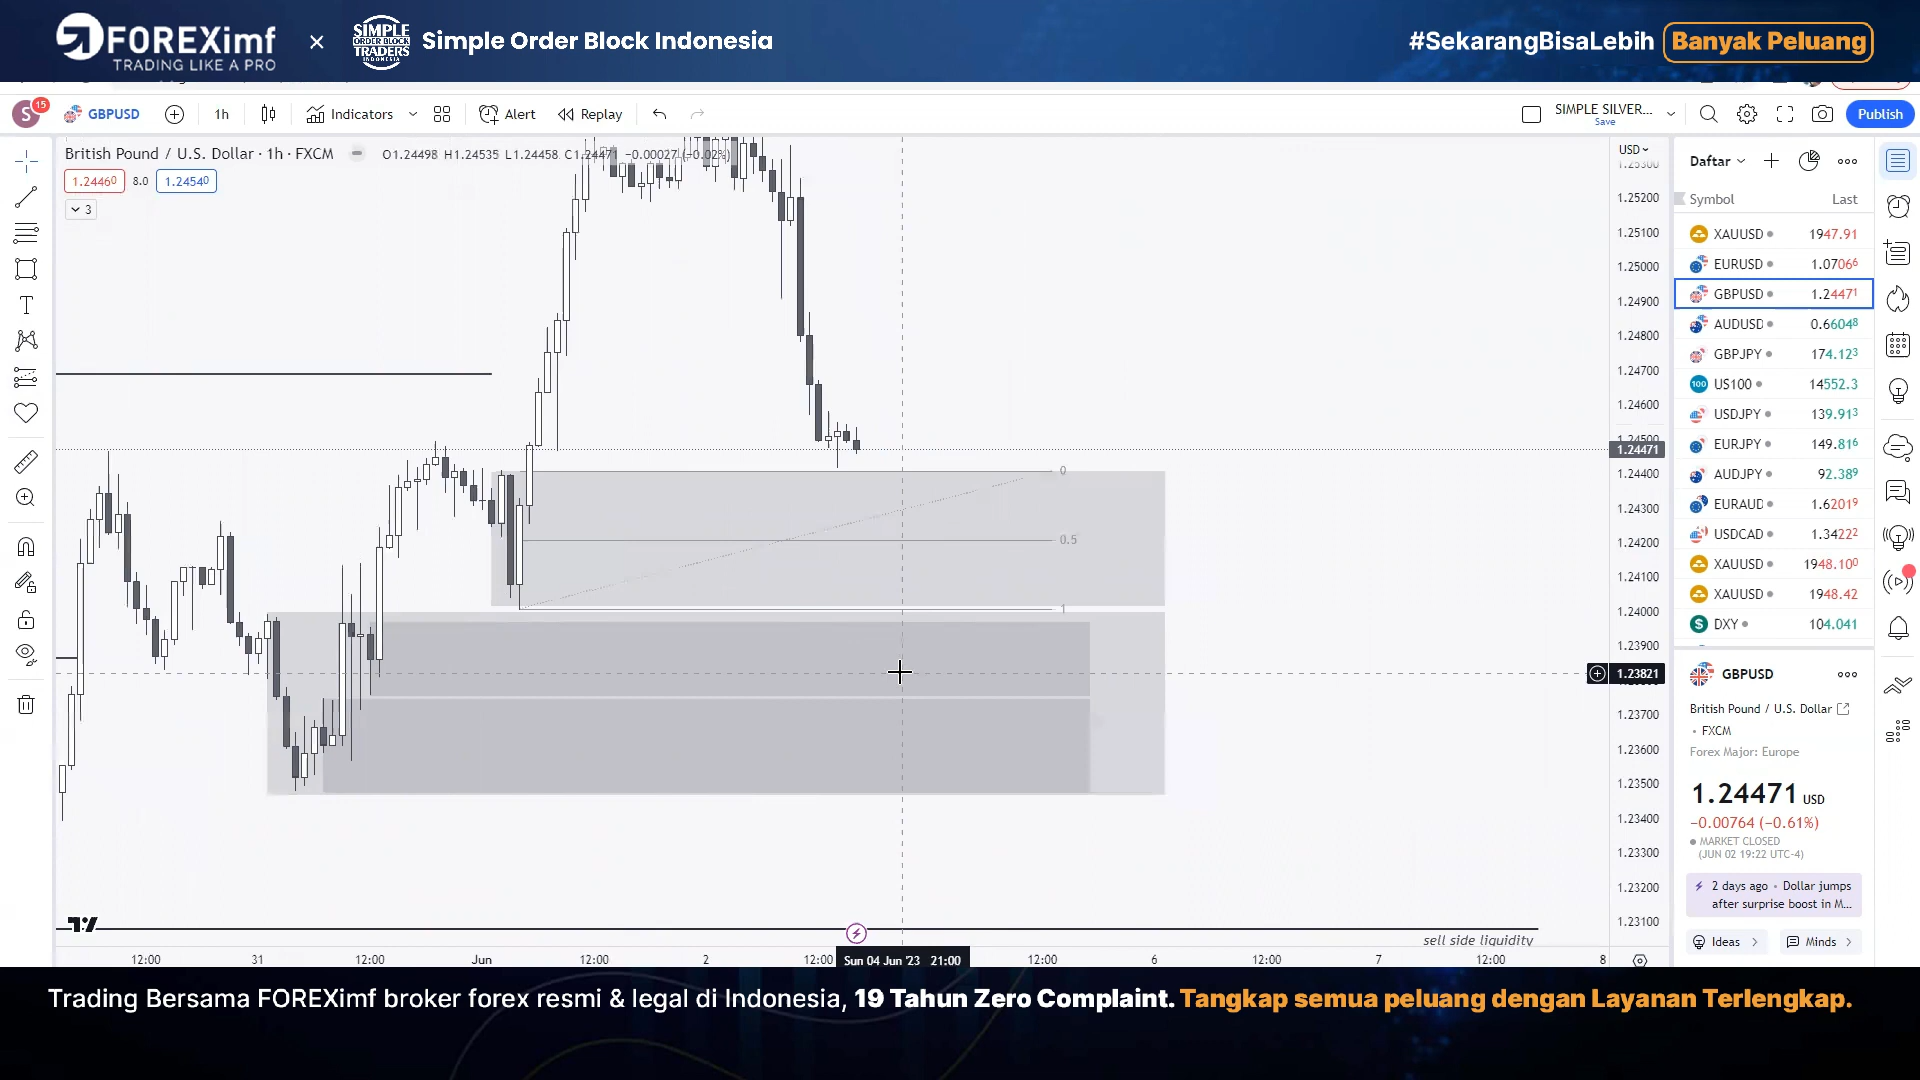 FOREXimf
TRADING LIKE A PRO
×
SIMPLE
ORDER BLOCK
TRADERS
INDONESIA
Simple Order Block Indonesia
#SekarangBisaLebih Banyak Peluang
S 15 GBPUSD 1h Indicators Alert Replay
SIMPLE SILVER... Save
Publish
British Pound / U.S. Dollar · 1h · FXCM O1.24498 H1.24535 L1.24458 C1.24471 −0.00027 (−0.02%)
1.24460 8.0 1.24540
3
0
0.5
1
sell side liquidity
USD
1.25300
1.25200
1.25100
1.25000
1.24900
1.24800
1.24700
1.24600
1.24500
1.24471
1.24400
1.24300
1.24200
1.24100
1.24000
1.23900
1.23821
1.23700
1.23600
1.23500
1.23400
1.23300
1.23200
1.23100
12:00 31 12:00 Jun 12:00 2 12:00 Sun 04 Jun '23 21:00 12:00 6 12:00 7 12:00 8
Daftar
Symbol Last
XAUUSD 1947.91
EURUSD 1.07066
GBPUSD 1.24471
AUDUSD 0.66048
GBPJPY 174.123
100 US100 14552.3
USDJPY 139.913
EURJPY 149.816
AUDJPY 92.389
EURAUD 1.62019
USDCAD 1.34222
XAUUSD 1948.100
XAUUSD 1948.42
S DXY 104.041
GBPUSD
British Pound / U.S. Dollar
• FXCM
Forex Major: Europe
1.24471 USD
−0.00764 (−0.61%)
MARKET CLOSED
(JUN 02 19:22 UTC-4)
2 days ago • Dollar jumps
after surprise boost in M...
Ideas Minds
Trading Bersama FOREXimf broker forex resmi & legal di Indonesia, 19 Tahun Zero Complaint. Tangkap semua peluang dengan Layanan Terlengkap.